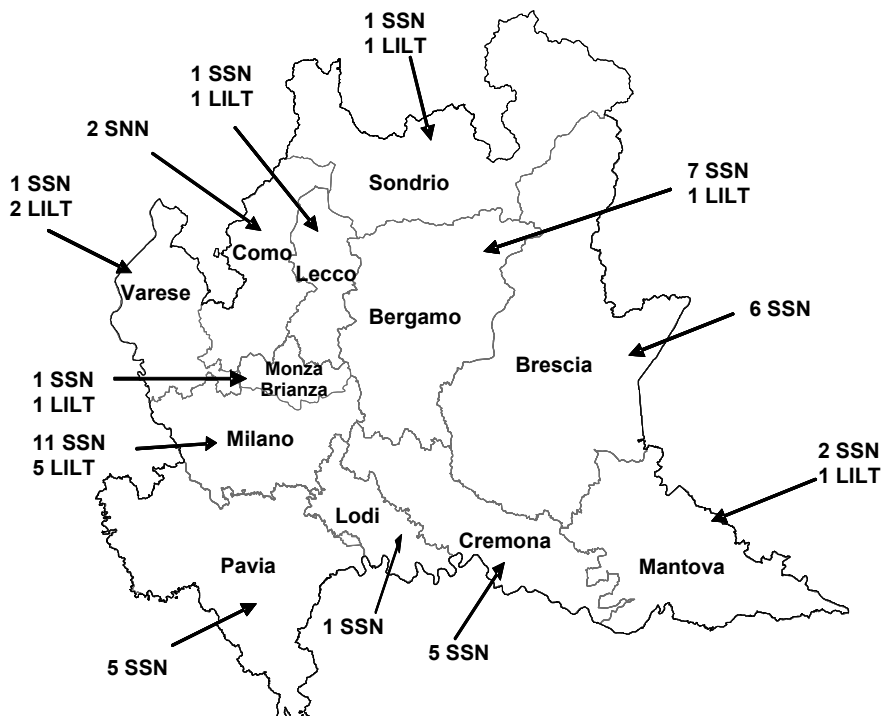 1 SSN
1 LILT
1 SSN
1 LILT
2 SNN
Sondrio
7 SSN
1 LILT
1 SSN
2 LILT
Como
Lecco
Varese
Bergamo
6 SSN
Brescia
Monza
Brianza
1 SSN
1 LILT
Milano
11 SSN
5 LILT
2 SSN
1 LILT
Lodi
Cremona
Pavia
Mantova
1 SSN
5 SSN
5 SSN